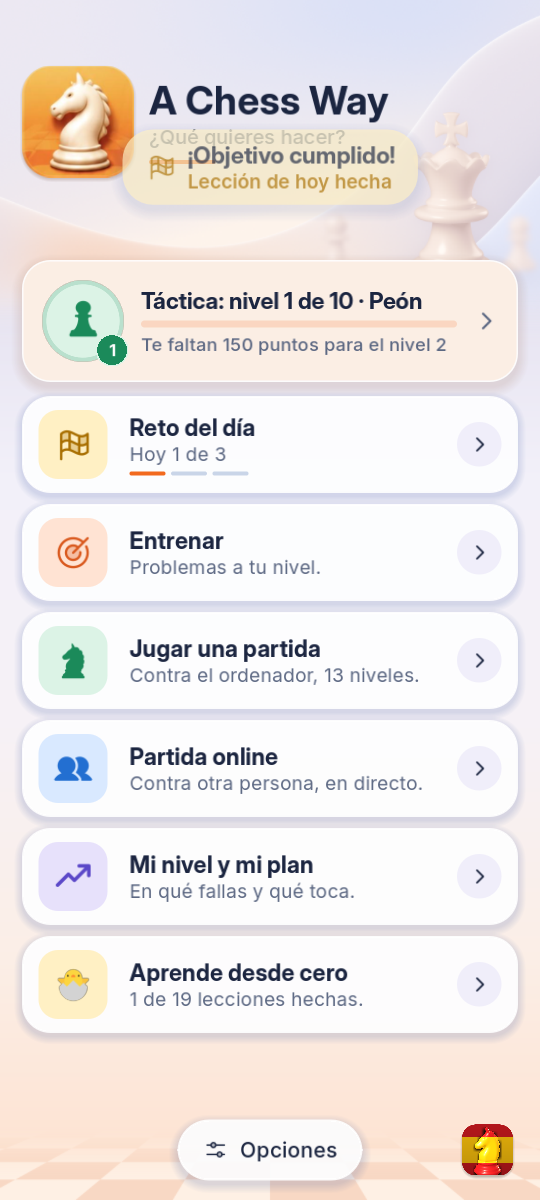 A Chess Way
¿Qué quieres hacer?
¡Objetivo cumplido!
Lección de hoy hecha
Táctica: nivel 1 de 10 · Peón
1
Te faltan 150 puntos para el nivel 2
Reto del día
Hoy 1 de 3
Entrenar
Problemas a tu nivel.
Jugar una partida
Contra el ordenador, 13 niveles.
Partida online
Contra otra persona, en directo.
Mi nivel y mi plan
En qué fallas y qué toca.
Aprende desde cero
1 de 19 lecciones hechas.
Opciones